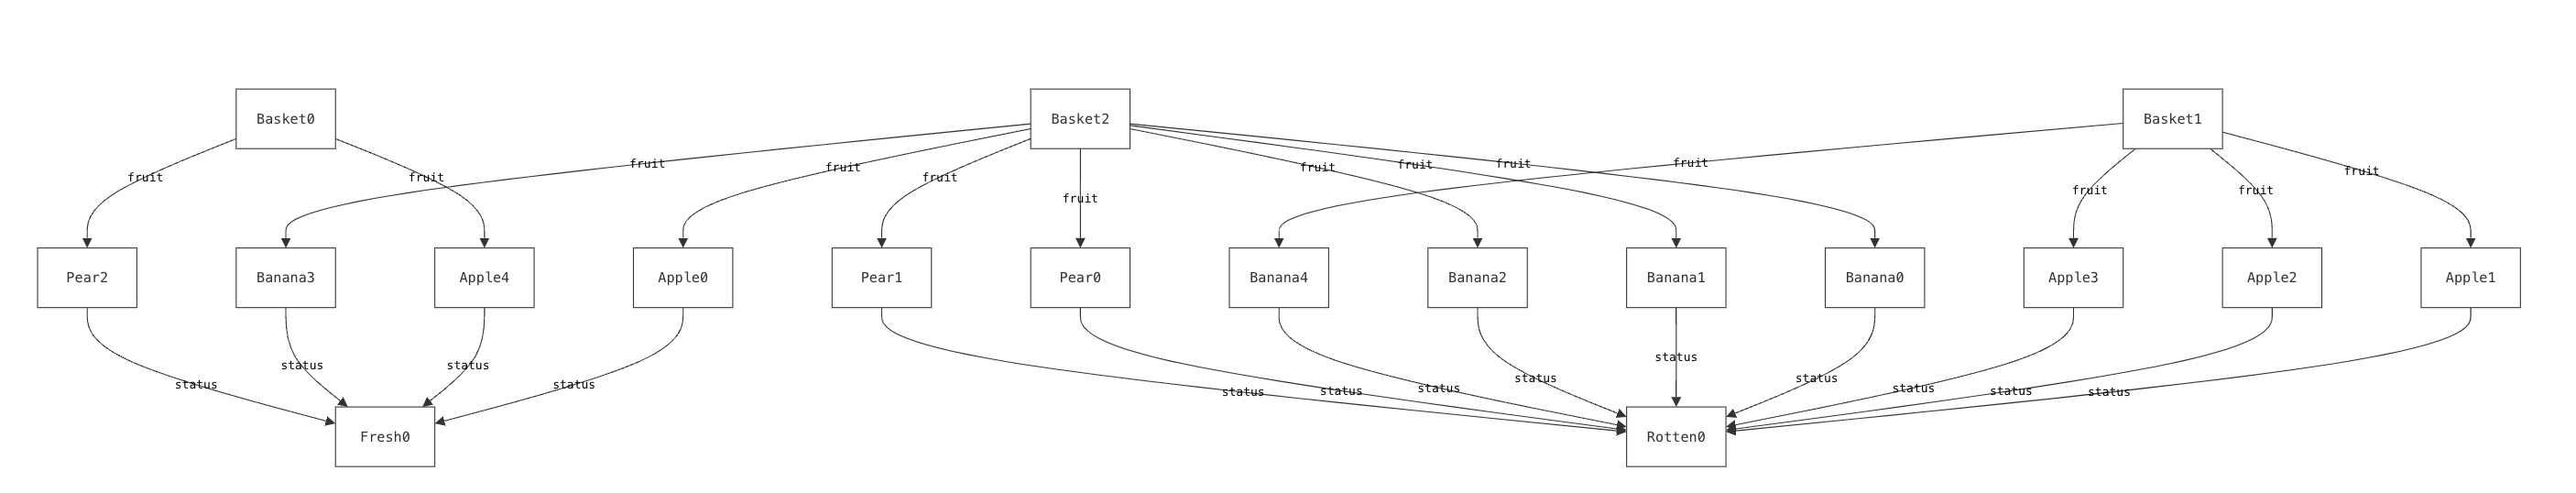 Basket0 Basket2 Basket1
fruit fruit fruit fruit fruit fruit fruit fruit fruit fruit fruit fruit fruit
Pear2 Banana3 Apple4 Apple0 Pear1 Pear0 Banana4 Banana2 Banana1 Banana0 Apple3 Apple2 Apple1
status status status status status status status status status status status status status
Fresh0 Rotten0